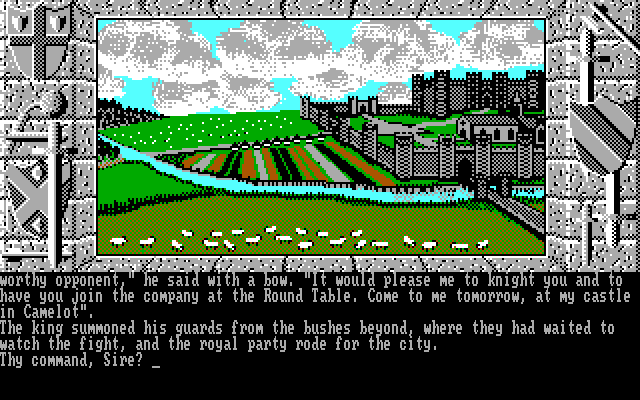 worthy opponent," he said with a bow. "It would please me to knight you and to
have you join the company at the Round Table. Come to me tomorrow, at my castle
in Camelot".
The king summoned his guards from the bushes beyond, where they had waited to
watch the fight, and the royal party rode for the city.
Thy command, Sire? _